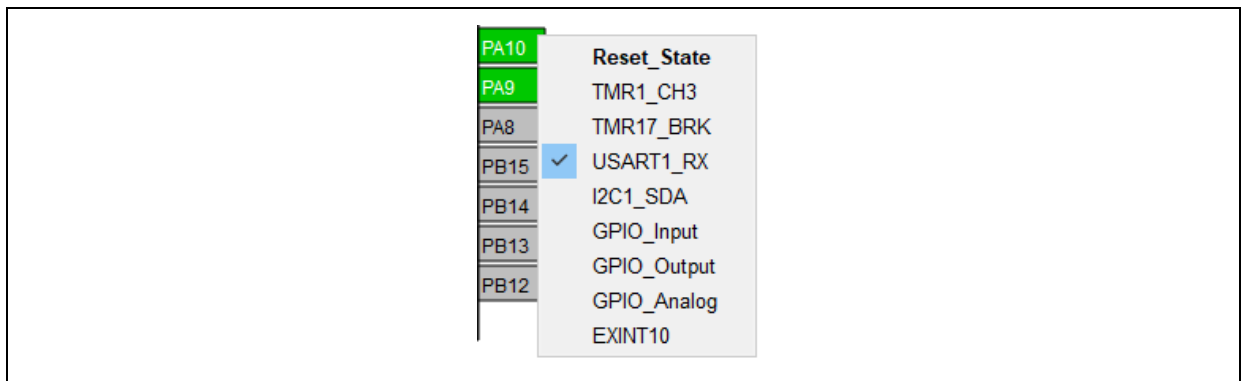 PA10
PA9
PA8
PB15
PB14
PB13
PB12
Reset_State
TMR1_CH3
TMR17_BRK
USART1_RX
I2C1_SDA
GPIO_Input
GPIO_Output
GPIO_Analog
EXINT10